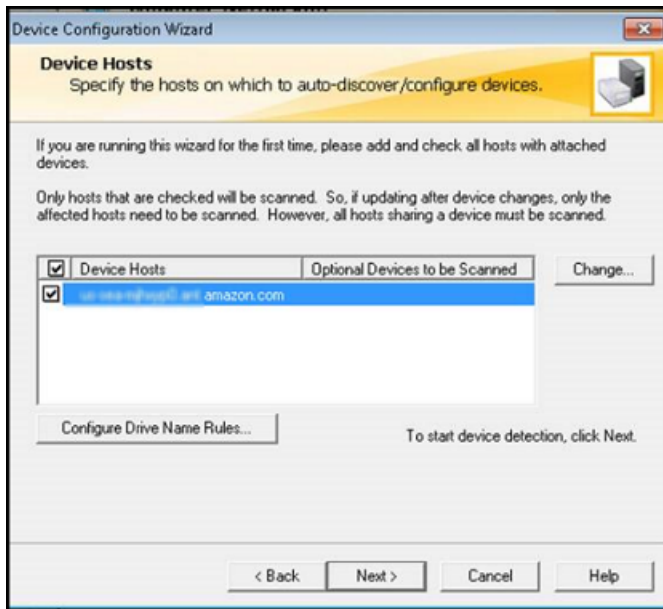 Device Configuration Wizard
Device Hosts
Specify the hosts on which to auto-discover/configure devices.
If you are running this wizard for the first time, please add and check all hosts with attached
devices.
Only hosts that are checked will be scanned. So, if updating after device changes, only the
affected hosts need to be scanned. However, all hosts sharing a device must be scanned.
Device Hosts Optional Devices to be Scanned Change...
amazon.com
Configure Drive Name Rules... To start device detection, click Next.
< Back Next > Cancel Help